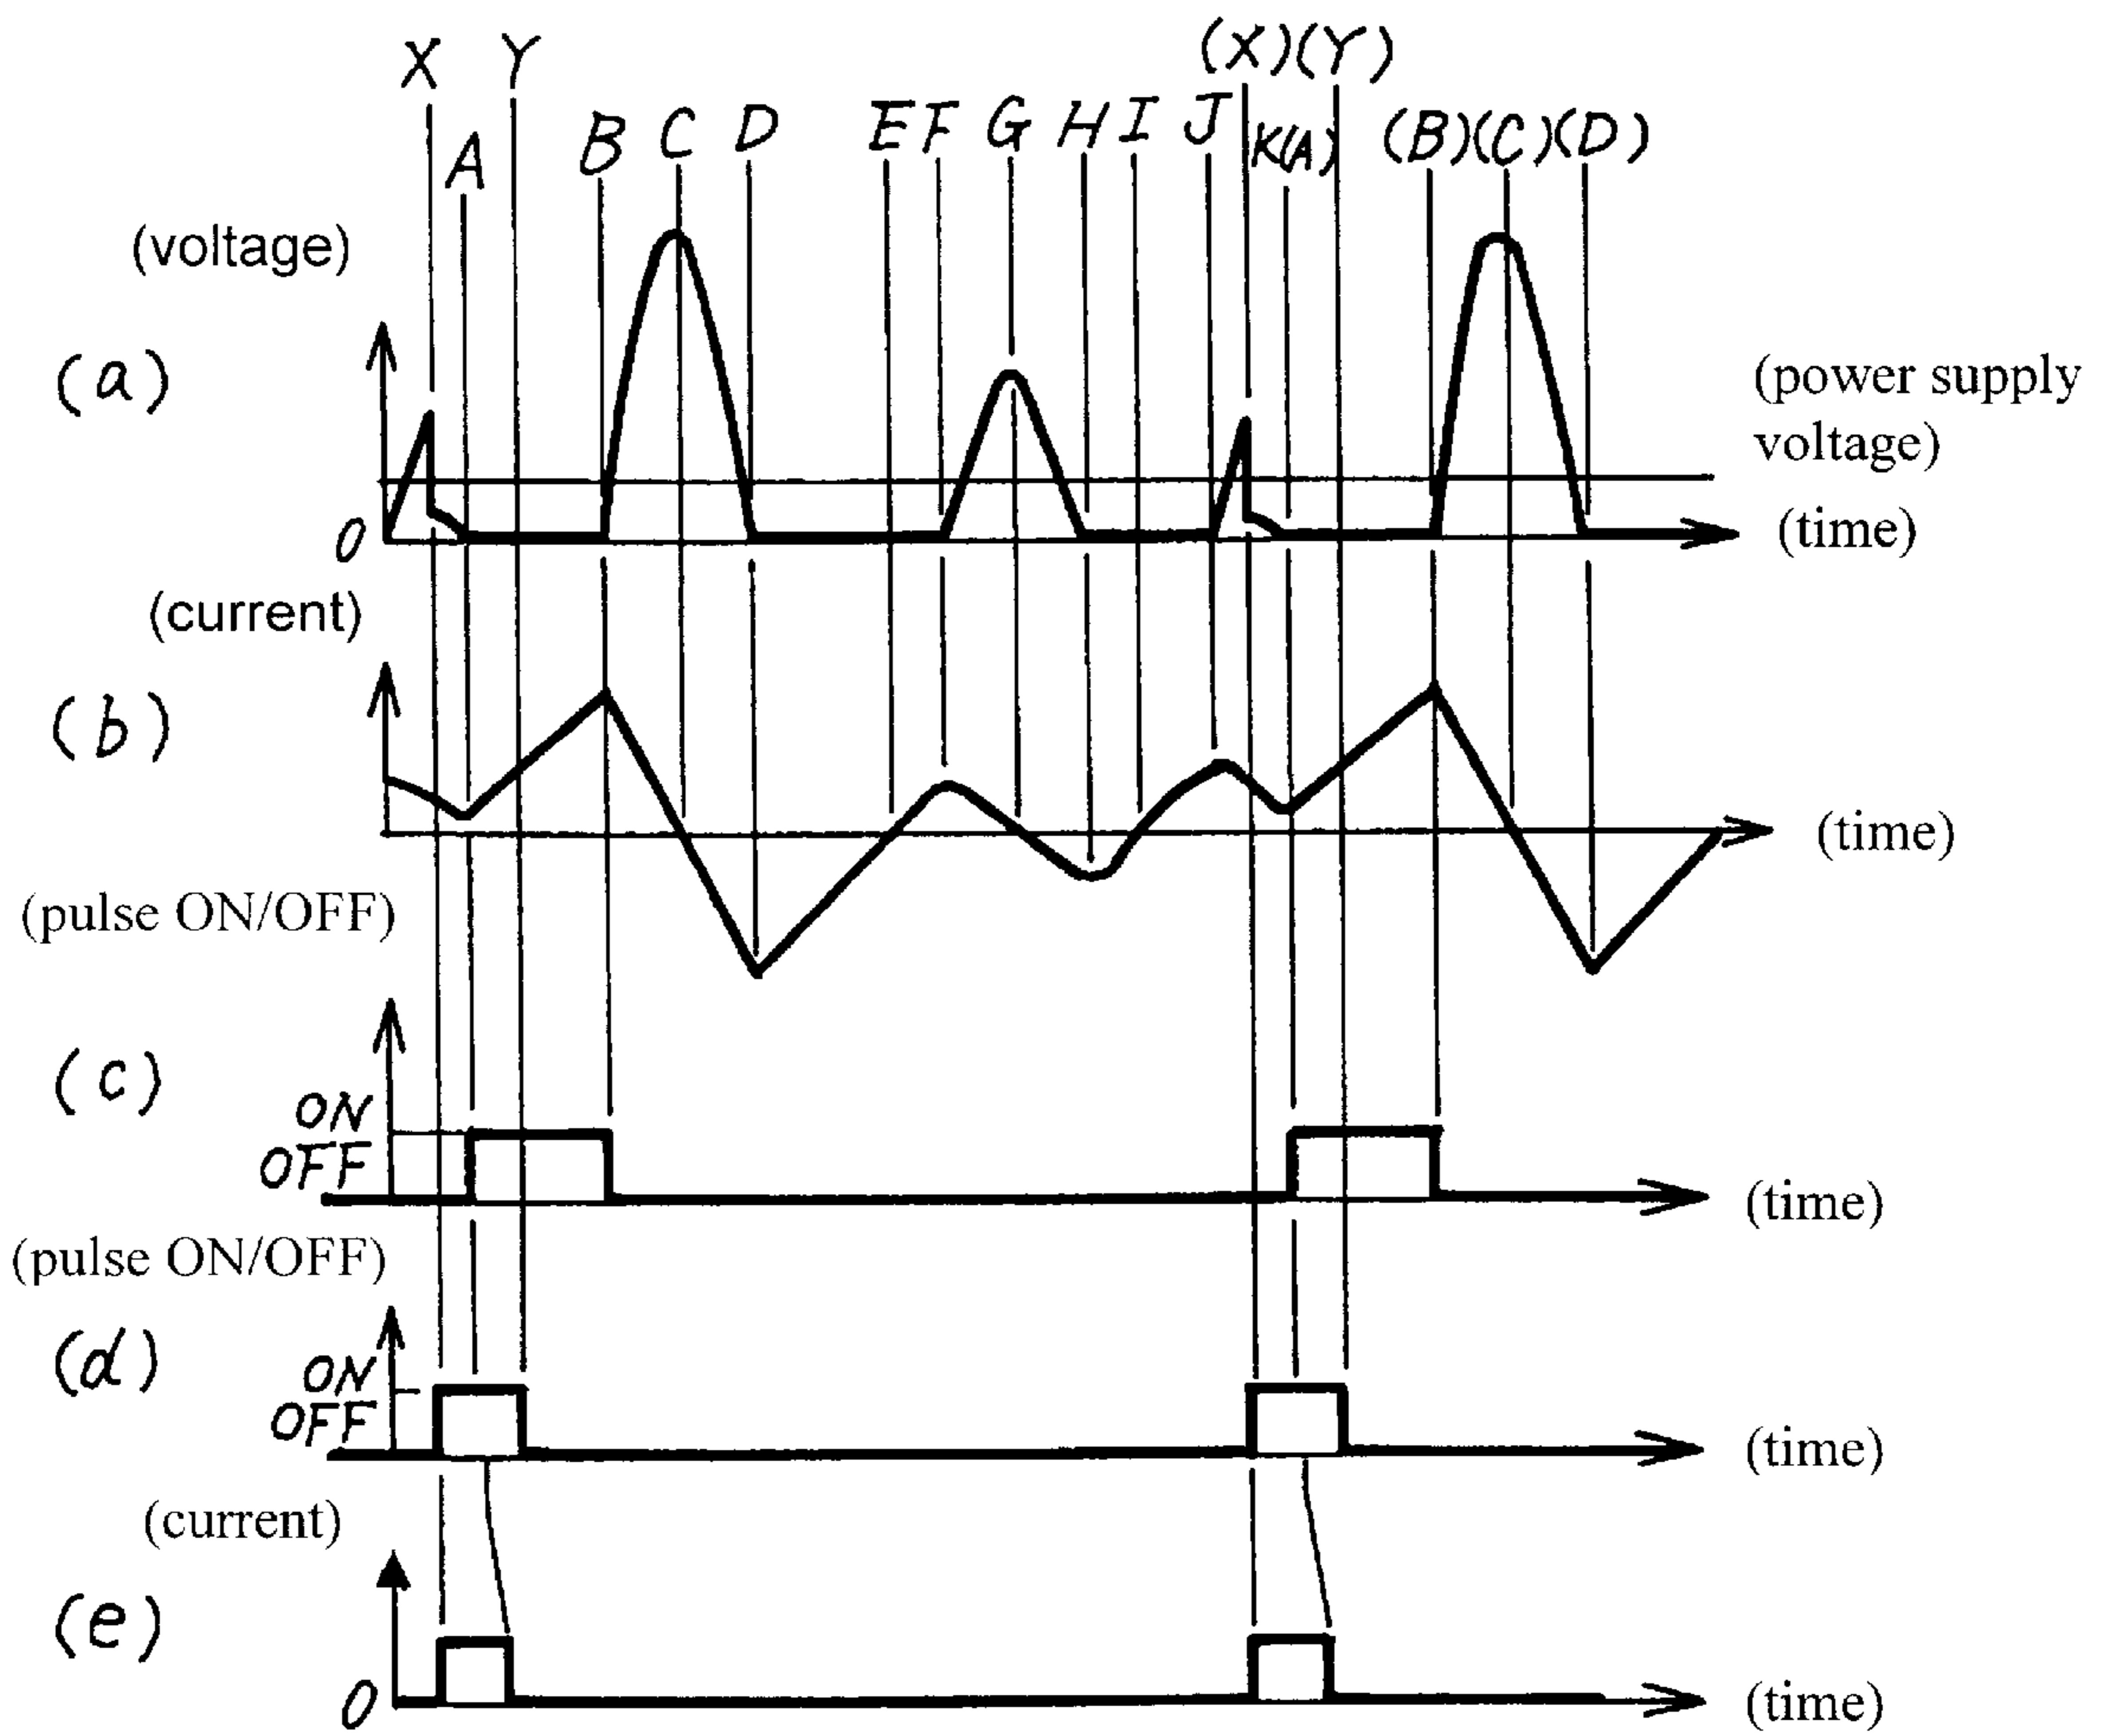 X Y (X)(Y)
A B C D E F G H I J K(A) (B)(C)(D)
(voltage)
(a)
(power supply
voltage)
0
(time)
(current)
(b)
(time)
(pulse ON/OFF)
(c)
ON
OFF
(time)
(pulse ON/OFF)
(d)
ON
OFF
(time)
(current)
(e)
0
(time)